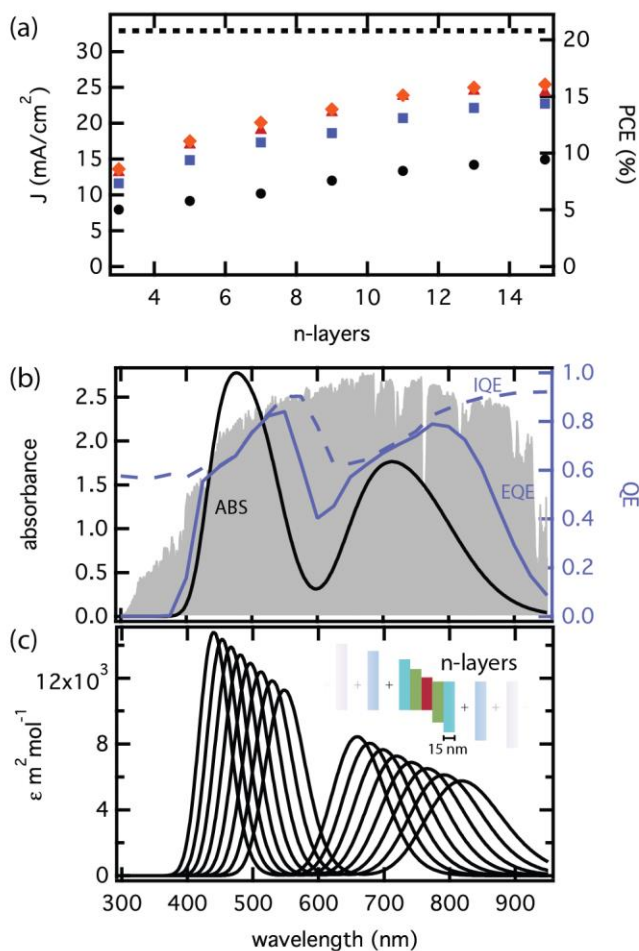 (a)
30
25
20
15
10
5
0
J (mA/cm²)
20
15
10
5
0
PCE (%)
4 6 8 10 12 14
n-layers
(b)
2.5
2.0
1.5
1.0
0.5
0.0
absorbance
ABS
IQE
EQE
1.0
0.8
0.6
0.4
0.2
0.0
QE
(c)
12x10³
8
4
0
ε m² mol⁻¹
n-layers
+ + + +
15 nm
300 400 500 600 700 800 900
wavelength (nm)